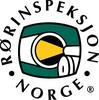 • RØRINSPEKSJON •
NORGE ®